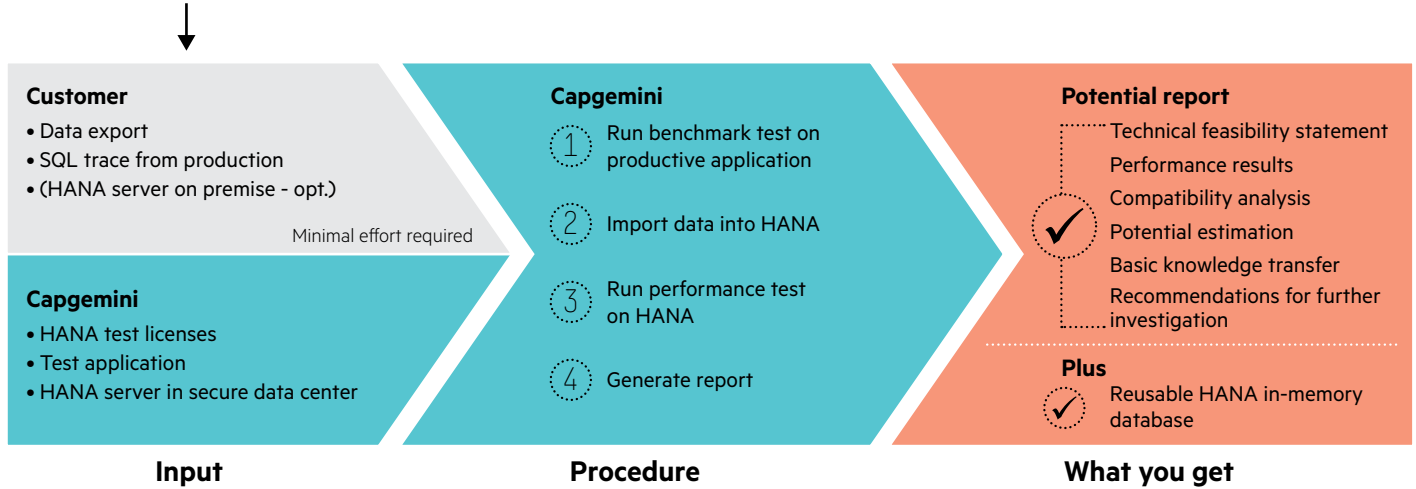 Customer
• Data export
• SQL trace from production
• (HANA server on premise - opt.)
Minimal effort required
Capgemini
• HANA test licenses
• Test application
• HANA server in secure data center
Input
Capgemini
1 Run benchmark test on
productive application
2 Import data into HANA
3 Run performance test
on HANA
4 Generate report
Procedure
Potential report
Technical feasibility statement
Performance results
Compatibility analysis
Potential estimation
Basic knowledge transfer
Recommendations for further
investigation
Plus
Reusable HANA in-memory
database
What you get